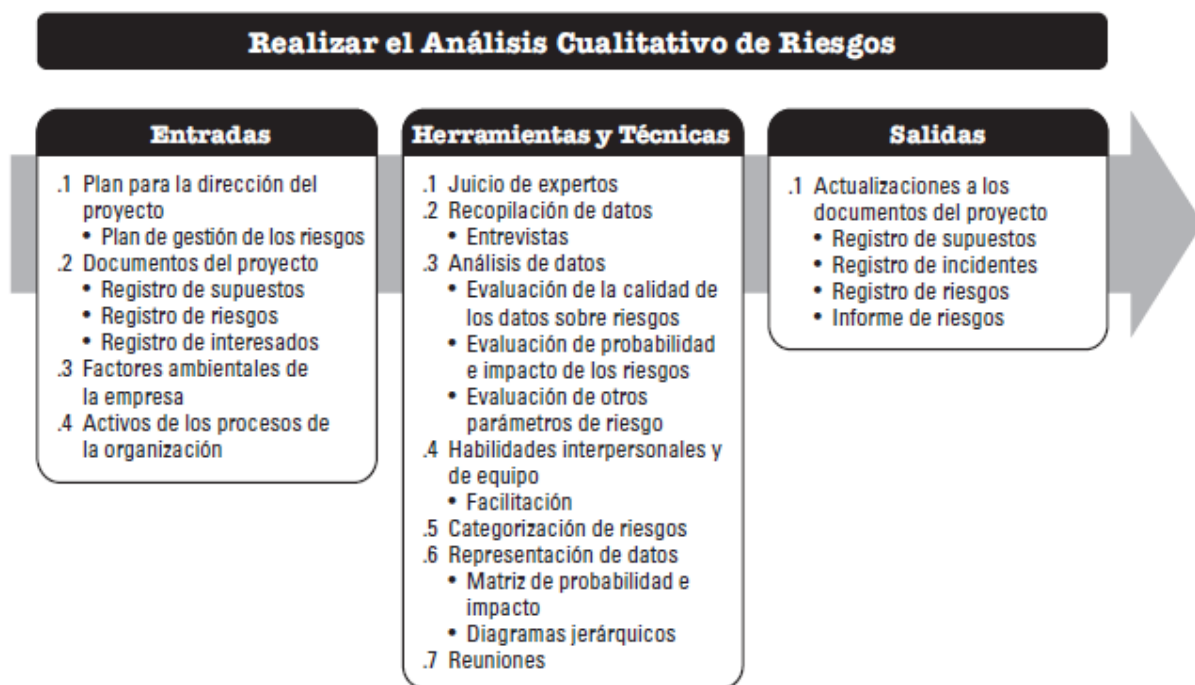 Realizar el Análisis Cualitativo de Riesgos
Entradas
.1 Plan para la dirección del
proyecto
• Plan de gestión de los riesgos
.2 Documentos del proyecto
• Registro de supuestos
• Registro de riesgos
• Registro de interesados
.3 Factores ambientales de
la empresa
.4 Activos de los procesos de
la organización
Herramientas y Técnicas
.1 Juicio de expertos
.2 Recopilación de datos
• Entrevistas
.3 Análisis de datos
• Evaluación de la calidad de
los datos sobre riesgos
• Evaluación de probabilidad
e impacto de los riesgos
• Evaluación de otros
parámetros de riesgo
.4 Habilidades interpersonales y
de equipo
• Facilitación
.5 Categorización de riesgos
.6 Representación de datos
• Matriz de probabilidad e
impacto
• Diagramas jerárquicos
.7 Reuniones
Salidas
.1 Actualizaciones a los
documentos del proyecto
• Registro de supuestos
• Registro de incidentes
• Registro de riesgos
• Informe de riesgos